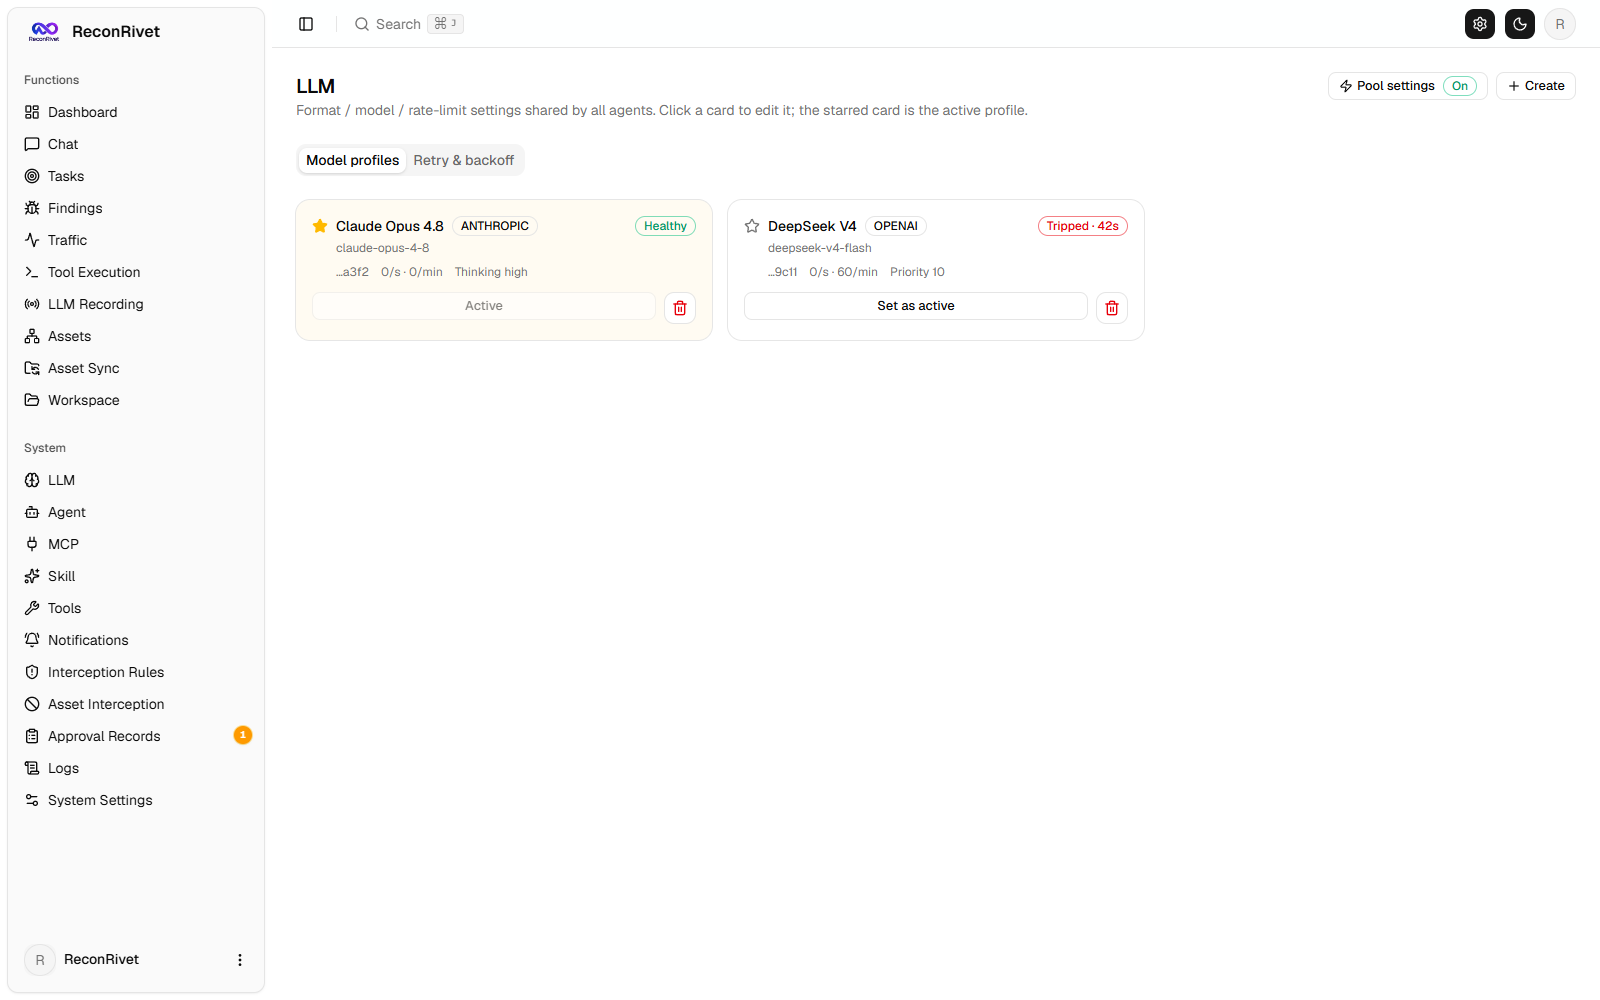 ReconRivet
ReconRivet
Functions
Dashboard
Chat
Tasks
Findings
Traffic
Tool Execution
LLM Recording
Assets
Asset Sync
Workspace
System
LLM
Agent
MCP
Skill
Tools
Notifications
Interception Rules
Asset Interception
Approval Records 1
Logs
System Settings
R ReconRivet
Search ⌘ J
R
LLM
Format / model / rate-limit settings shared by all agents. Click a card to edit it; the starred card is the active profile.
Pool settings On
+ Create
Model profiles Retry & backoff
Claude Opus 4.8 ANTHROPIC Healthy
claude-opus-4-8
…a3f2 0/s · 0/min Thinking high
Active
DeepSeek V4 OPENAI Tripped · 42s
deepseek-v4-flash
…9c11 0/s · 60/min Priority 10
Set as active